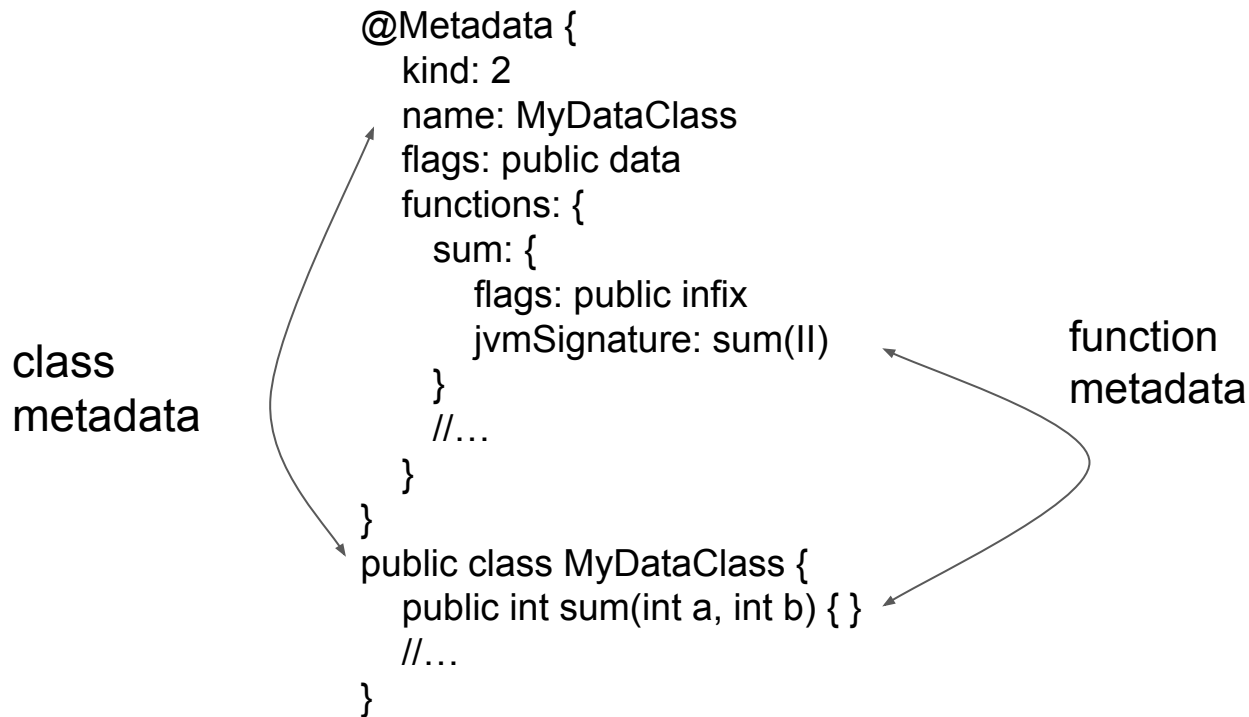 @Metadata {
kind: 2
name: MyDataClass
flags: public data
functions: {
sum: {
flags: public infix
jvmSignature: sum(II)
}
//…
}
}
public class MyDataClass {
public int sum(int a, int b) { }
//…
}
class
metadata
function
metadata